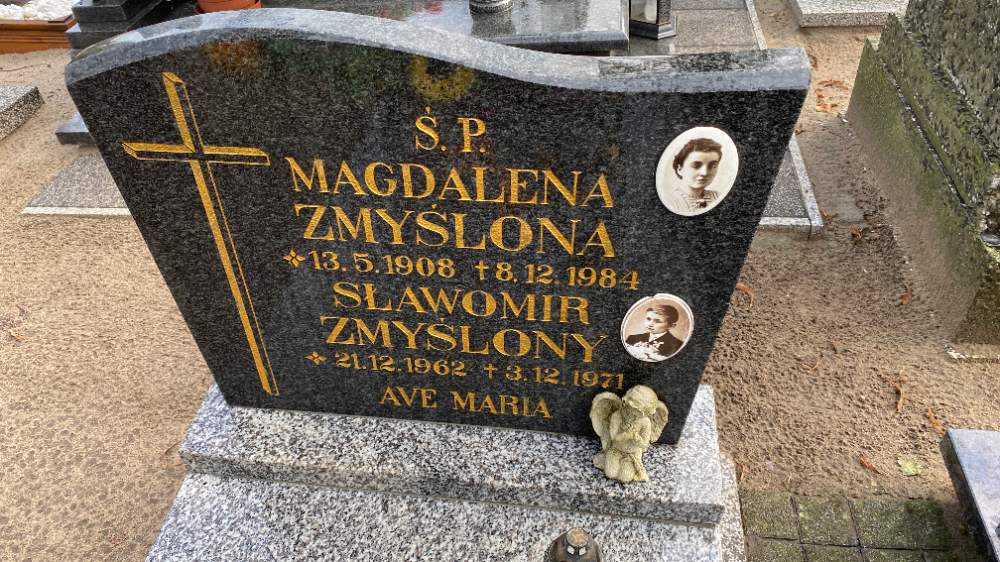 Ś. P.
MAGDALENA
ZMYŚLONA
13.5.1908 † 8.12.1984
SŁAWOMIR
ZMYŚLONY
21.12.1962 † 3.12.1971
AVE MARIA